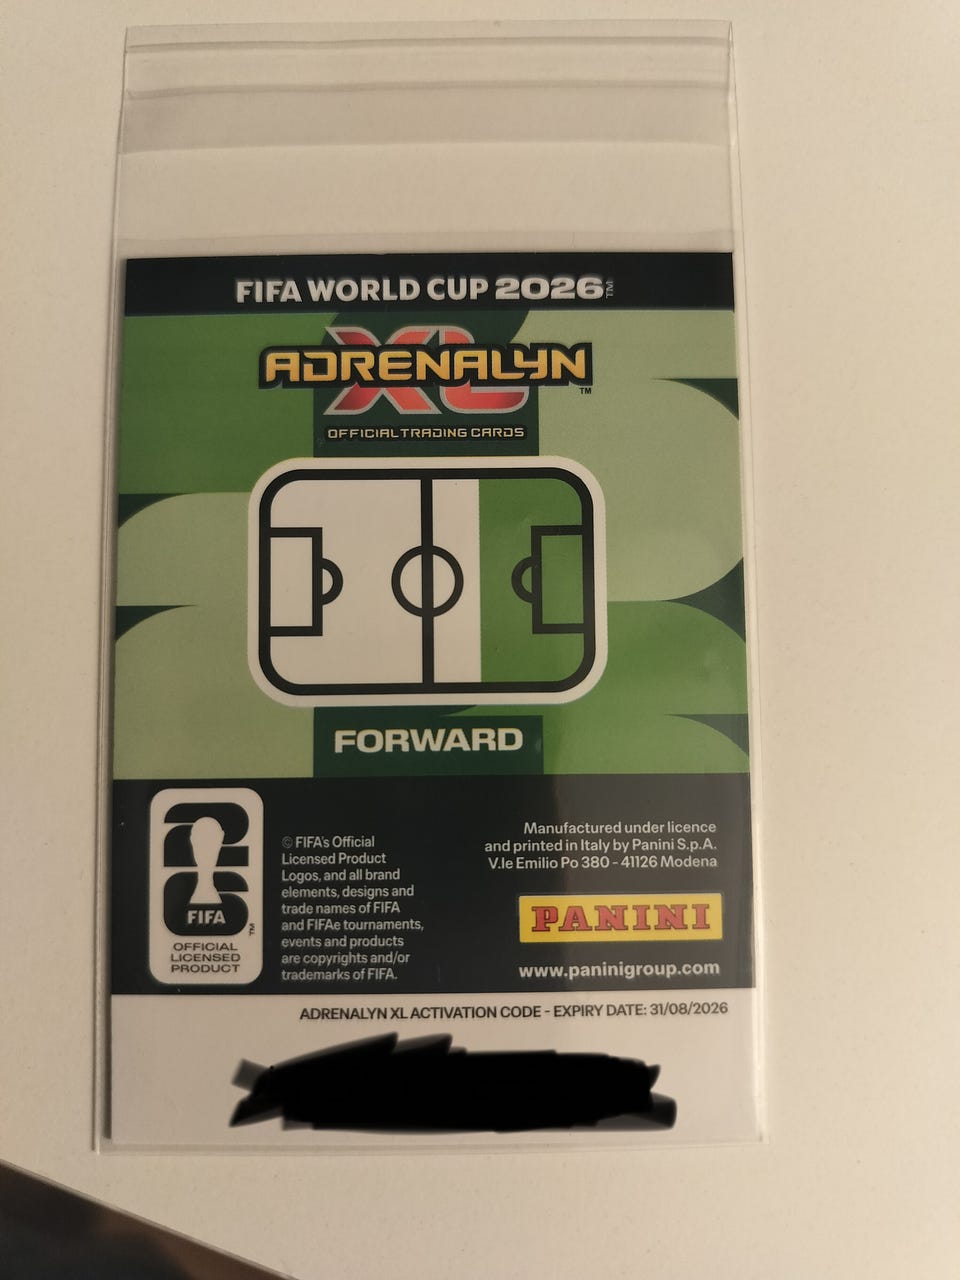 FIFA WORLD CUP 2026™
XL
ADRENALYN™
OFFICIAL TRADING CARDS
FORWARD
26
FIFA™
OFFICIAL
LICENSED
PRODUCT
© FIFA's Official
Licensed Product
Logos, and all brand
elements, designs and
trade names of FIFA
and FIFAe tournaments,
events and products
are copyrights and/or
trademarks of FIFA.
Manufactured under licence
and printed in Italy by Panini S.p.A.
V.le Emilio Po 380 - 41126 Modena
PANINI
www.paninigroup.com
ADRENALYN XL ACTIVATION CODE - EXPIRY DATE: 31/08/2026